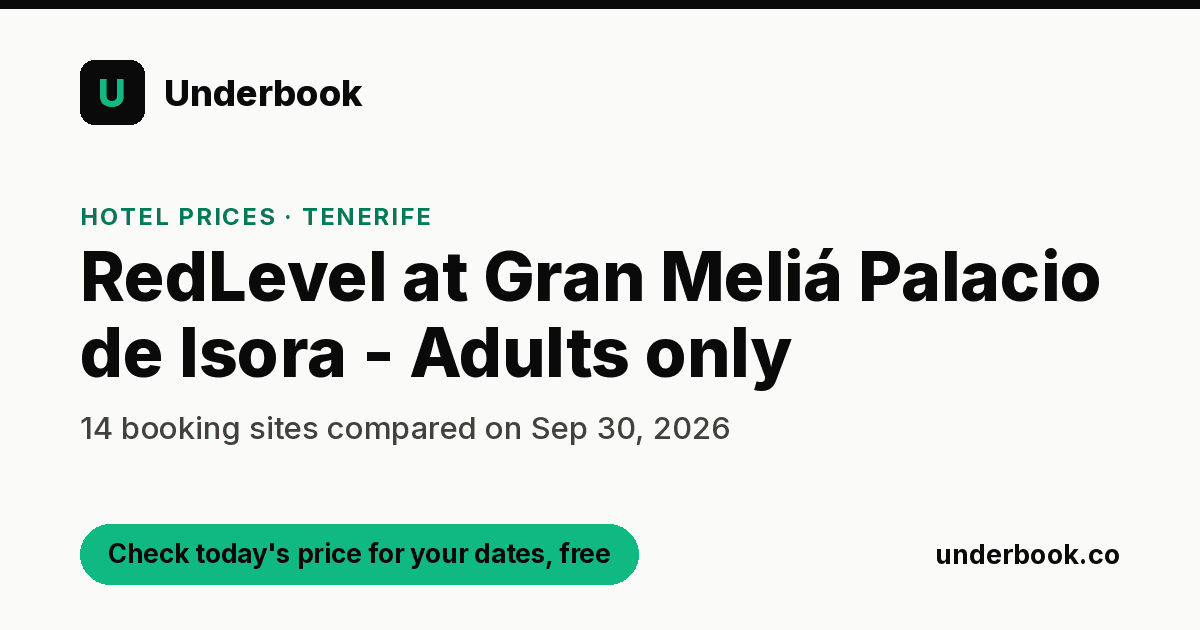 U
Underbook
HOTEL PRICES · TENERIFE
RedLevel at Gran Meliá Palacio
de Isora - Adults only
14 booking sites compared on Sep 30, 2026
Check today's price for your dates, free
underbook.co